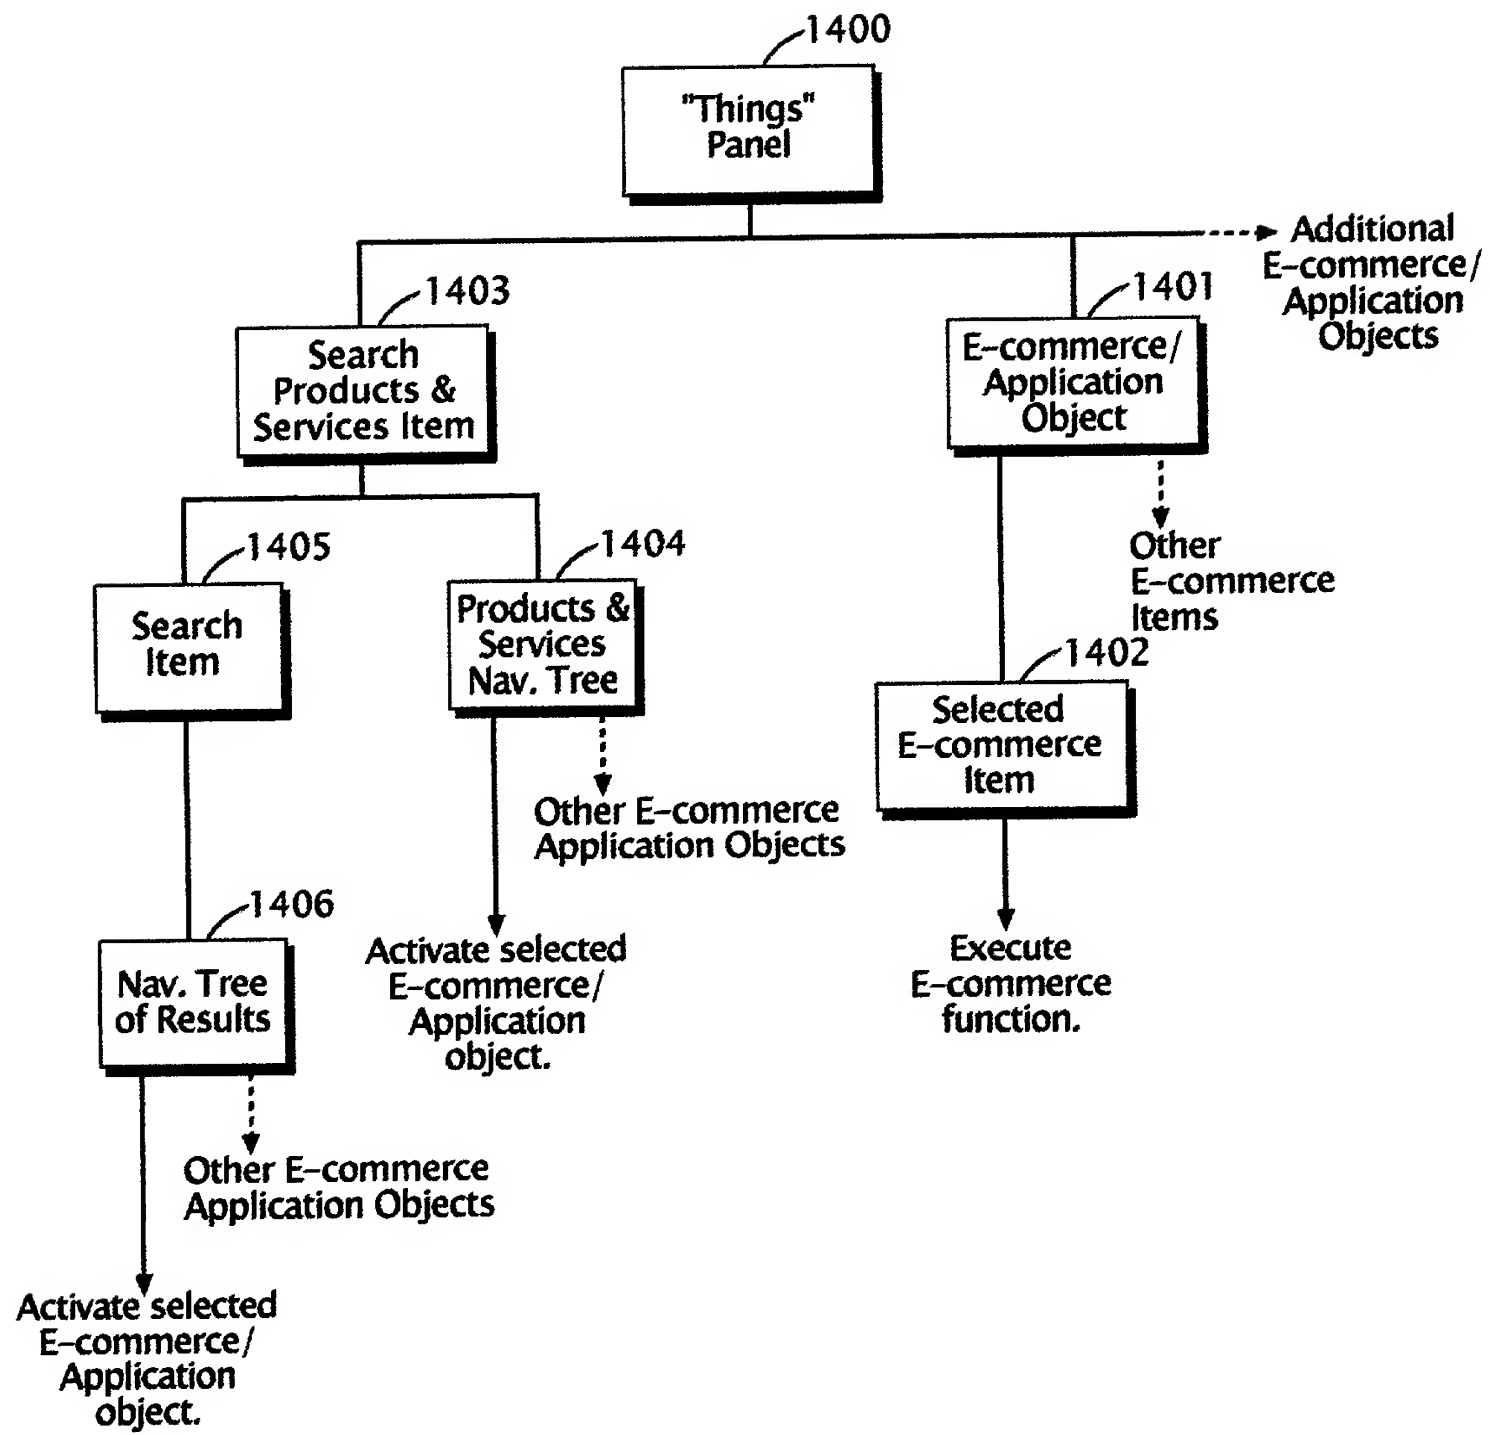 1400
"Things"
Panel
Additional
E-commerce/
Application
Objects
1403
Search
Products &
Services Item
1401
E-commerce/
Application
Object
Other
E-commerce
Items
1405
Search
Item
1404
Products &
Services
Nav. Tree
1402
Selected
E-commerce
Item
Other E-commerce
Application Objects
1406
Nav. Tree
of Results
Activate selected
E-commerce/
Application
object.
Execute
E-commerce
function.
Other E-commerce
Application Objects
Activate selected
E-commerce/
Application
object.